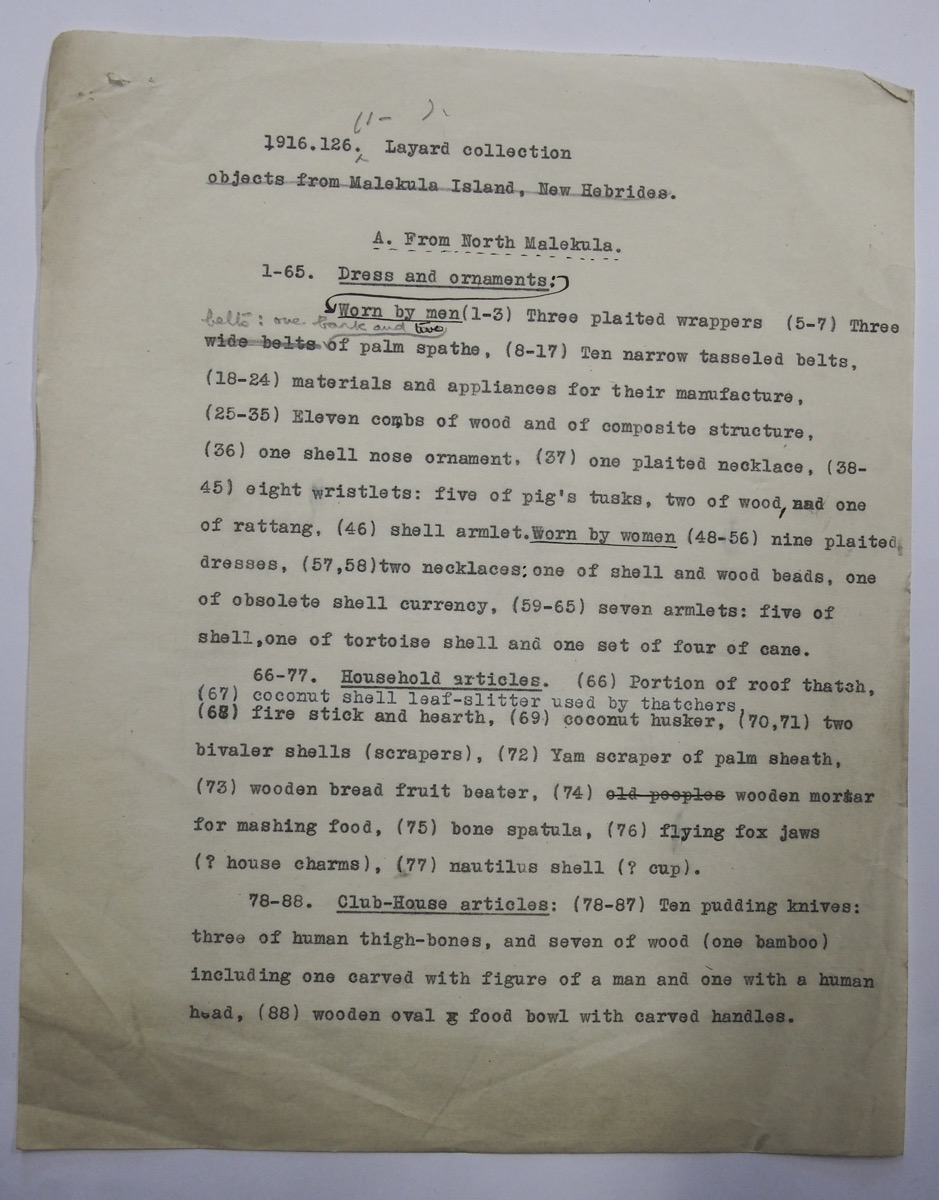 (1-    ).
1916.126. Layard collection
objects from Malekula Island, New Hebrides.
A. From North Malekula.
1-65. Dress and ornaments:
Worn by men(1-3) Three plaited wrappers (5-7) Three
belts: one bark and two
wide belts of palm spathe, (8-17) Ten narrow tasseled belts,
(18-24) materials and appliances for their manufacture,
(25-35) Eleven combs of wood and of composite structure,
(36) one shell nose ornament, (37) one plaited necklace, (38-
45) eight wristlets: five of pig's tusks, two of wood, nad one
of rattang, (46) shell armlet.Worn by women (48-56) nine plaited
dresses, (57,58)two necklaces:one of shell and wood beads, one
of obsolete shell currency, (59-65) seven armlets: five of
shell,one of tortoise shell and one set of four of cane.
66-77. Household articles. (66) Portion of roof thatch,
(67) coconut shell leaf-slitter used by thatchers,
(68) fire stick and hearth, (69) coconut husker, (70,71) two
bivaler shells (scrapers), (72) Yam scraper of palm sheath,
(73) wooden bread fruit beater, (74) old peoples wooden mortar
for mashing food, (75) bone spatula, (76) flying fox jaws
(? house charms), (77) nautilus shell (? cup).
78-88. Club-House articles: (78-87) Ten pudding knives:
three of human thigh-bones, and seven of wood (one bamboo)
including one carved with figure of a man and one with a human
head, (88) wooden oval g food bowl with carved handles.